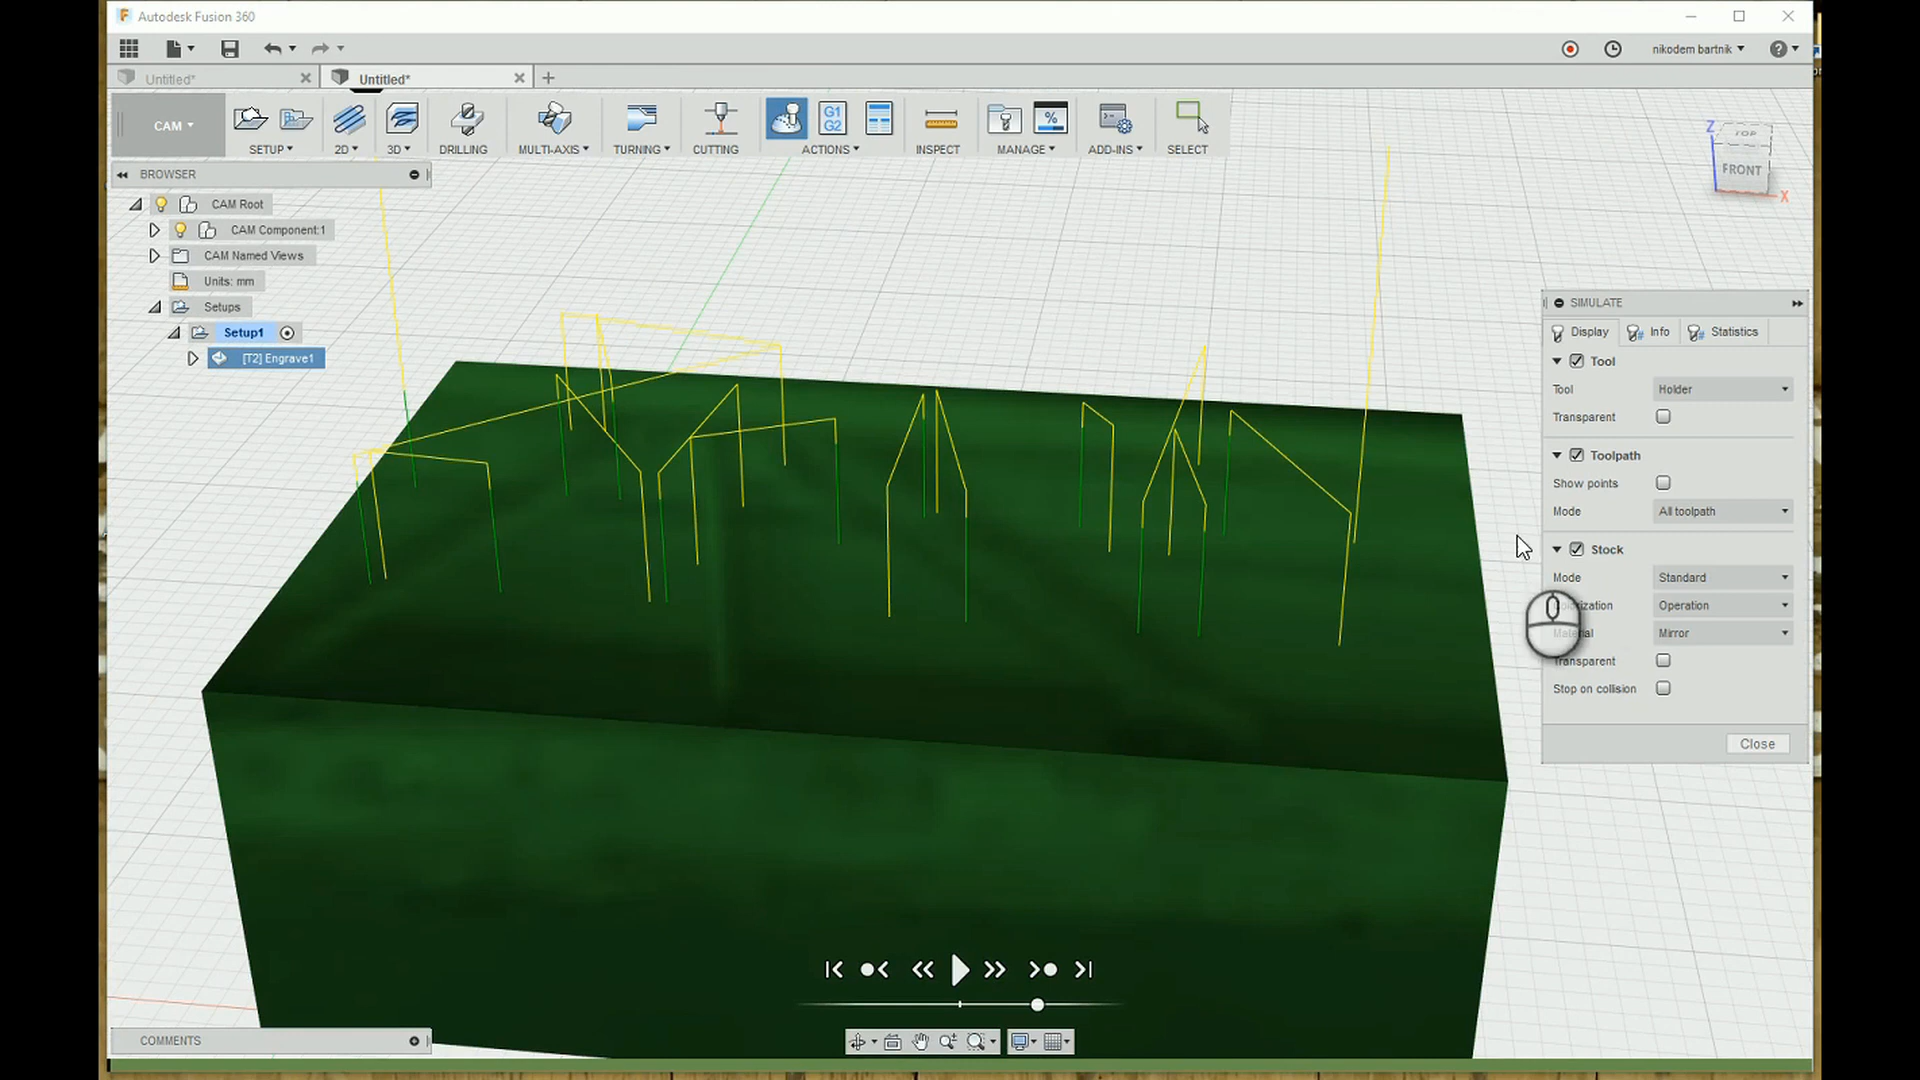 Autodesk Fusion 360
nikodem bartnik
Untitled*
Untitled*
CAM
SETUP
2D
3D
DRILLING
MULTI-AXIS
TURNING
CUTTING
G1
G2
ACTIONS
INSPECT
%
MANAGE
ADD-INS
SELECT
Z
TOP
FRONT
X
BROWSER
CAM Root
CAM Component:1
CAM Named Views
Units: mm
Setups
Setup1
[T2] Engrave1
SIMULATE
Display
Info
Statistics
Tool
Tool Holder
Transparent
Toolpath
Show points
Mode All toolpath
Stock
Mode Standard
Operation
Mirror
Transparent
Stop on collision
Close
COMMENTS